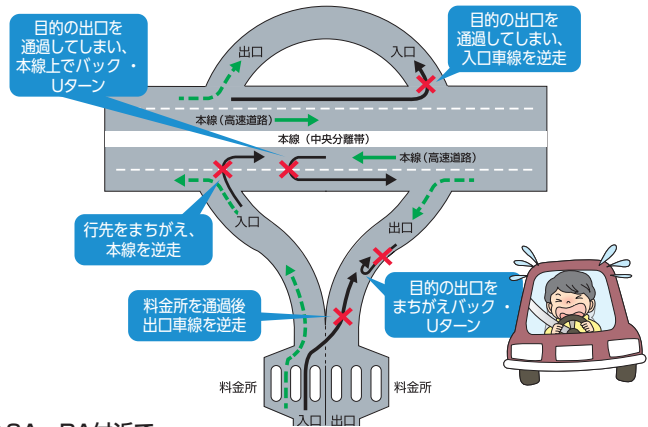 目的の出口を
通過してしまい、
本線上でバック・
Uターン
出口
入口
目的の出口を
通過してしまい、
入口車線を逆走
本線（高速道路）
本線（中央分離帯）
本線（高速道路）
行先をまちがえ、
本線を逆走
入口
出口
料金所を通過後
出口車線を逆走
目的の出口を
まちがえバック・
Uターン
料金所
料金所
入口
出口
SA・PA付近で